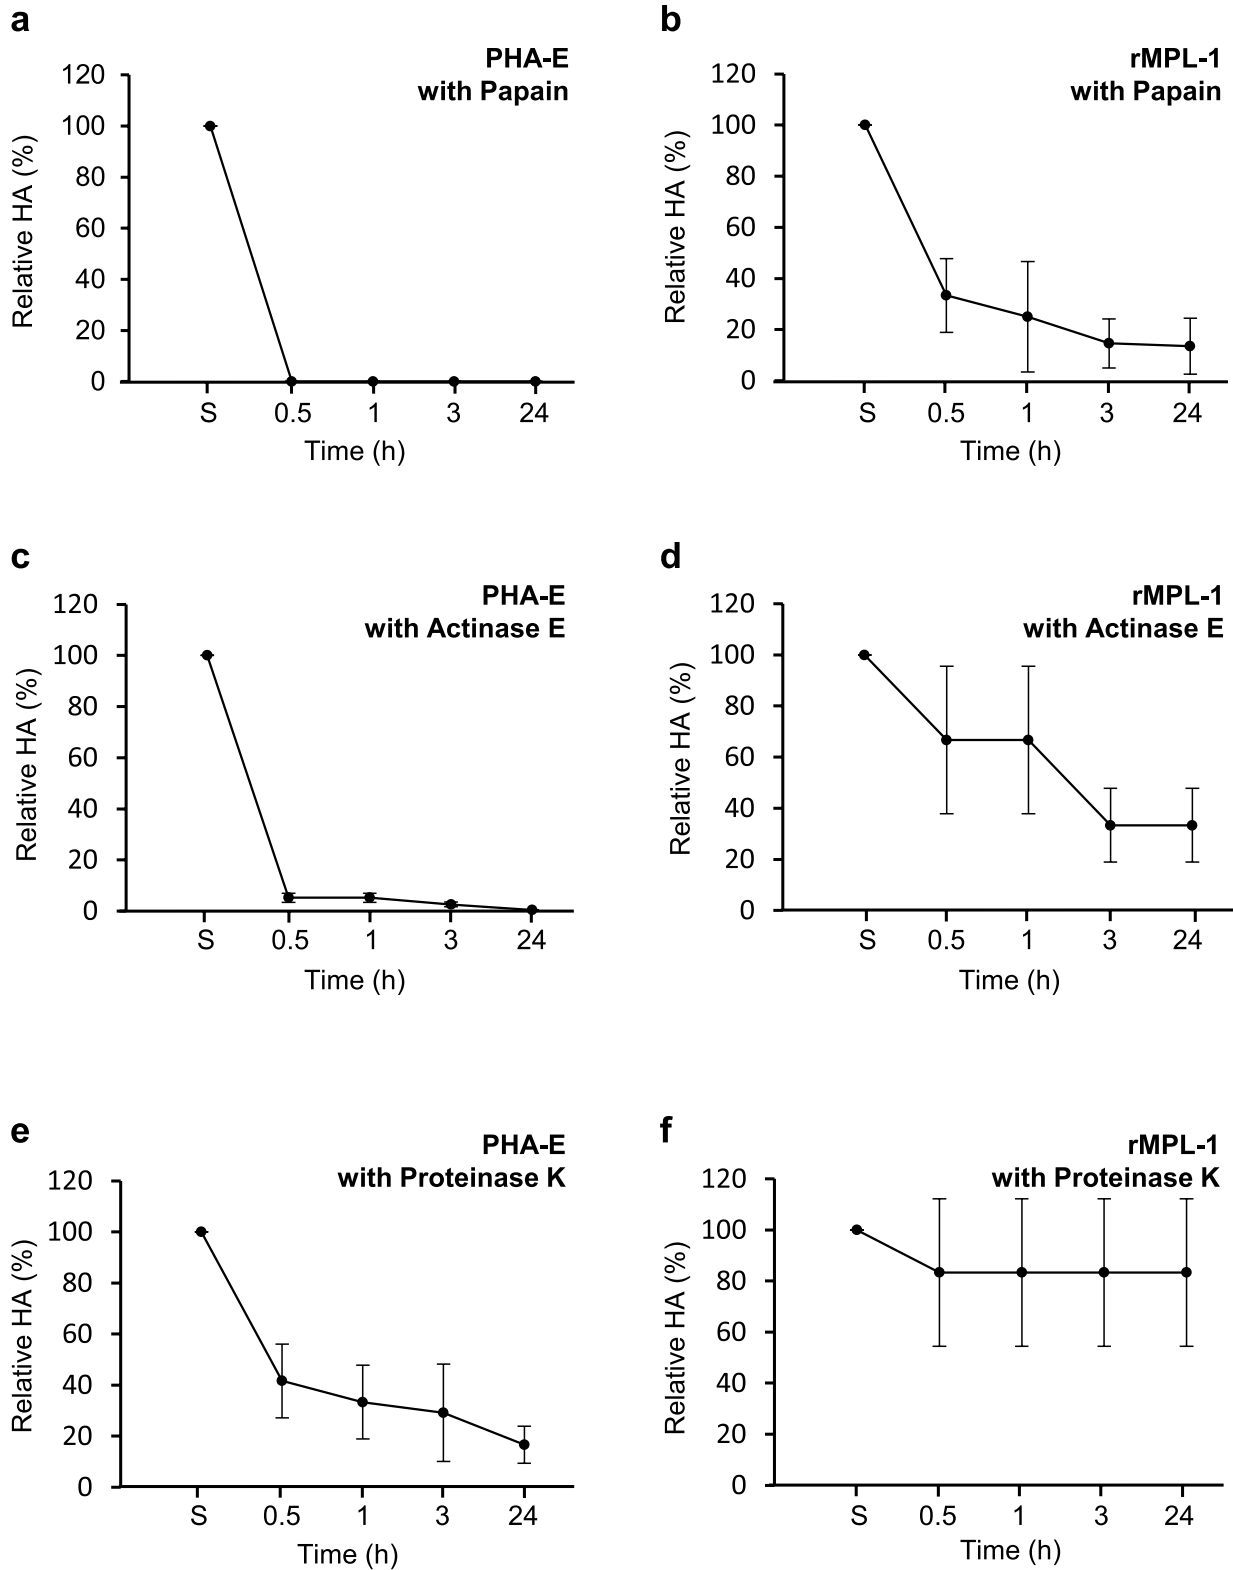 a
PHA-E
with Papain
120
100
80
60
40
20
0
Relative HA (%)
S 0.5 1 3 24
Time (h)
b
rMPL-1
with Papain
120
100
80
60
40
20
0
Relative HA (%)
S 0.5 1 3 24
Time (h)
c
PHA-E
with Actinase E
120
100
80
60
40
20
0
Relative HA (%)
S 0.5 1 3 24
Time (h)
d
rMPL-1
with Actinase E
120
100
80
60
40
20
0
Relative HA (%)
S 0.5 1 3 24
Time (h)
e
PHA-E
with Proteinase K
120
100
80
60
40
20
0
Relative HA (%)
S 0.5 1 3 24
Time (h)
f
rMPL-1
with Proteinase K
120
100
80
60
40
20
0
Relative HA (%)
S 0.5 1 3 24
Time (h)